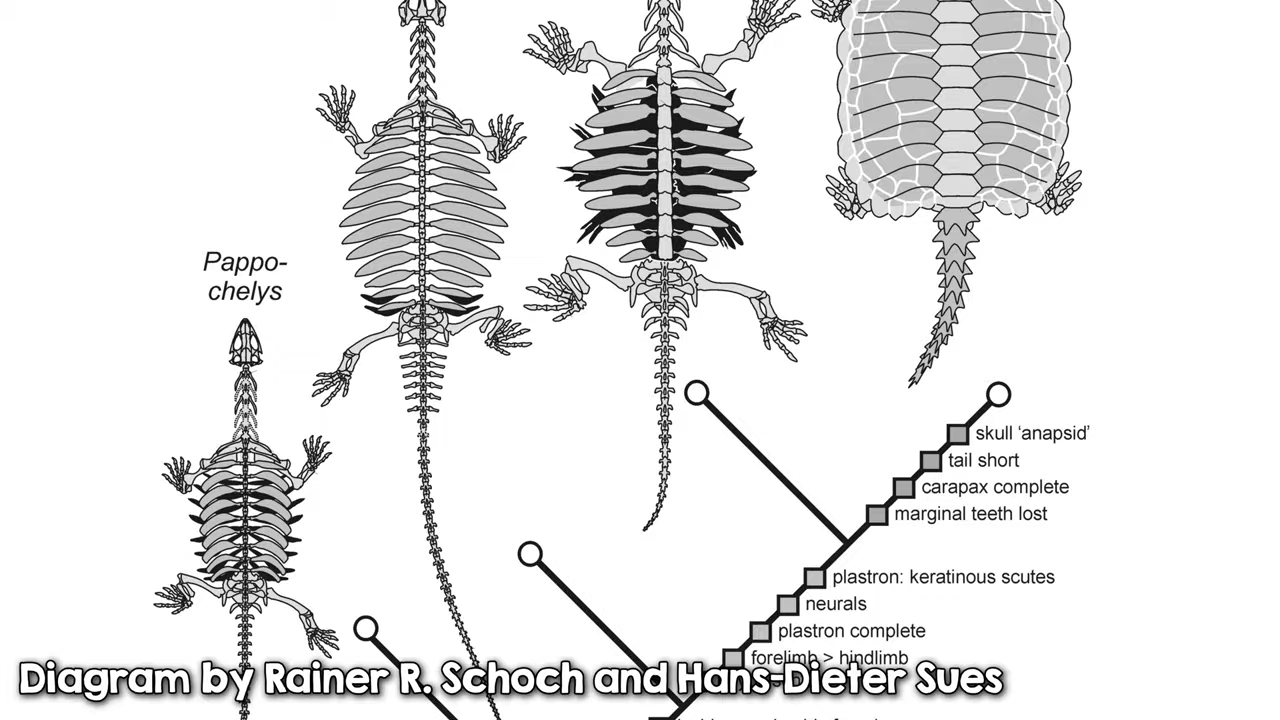 Pappo-
chelys
skull ‘anapsid’
tail short
carapax complete
marginal teeth lost
plastron: keratinous scutes
neurals
plastron complete
forelimb > hindlimb
Diagram by Rainer R. Schoch and Hans-Dieter Sues